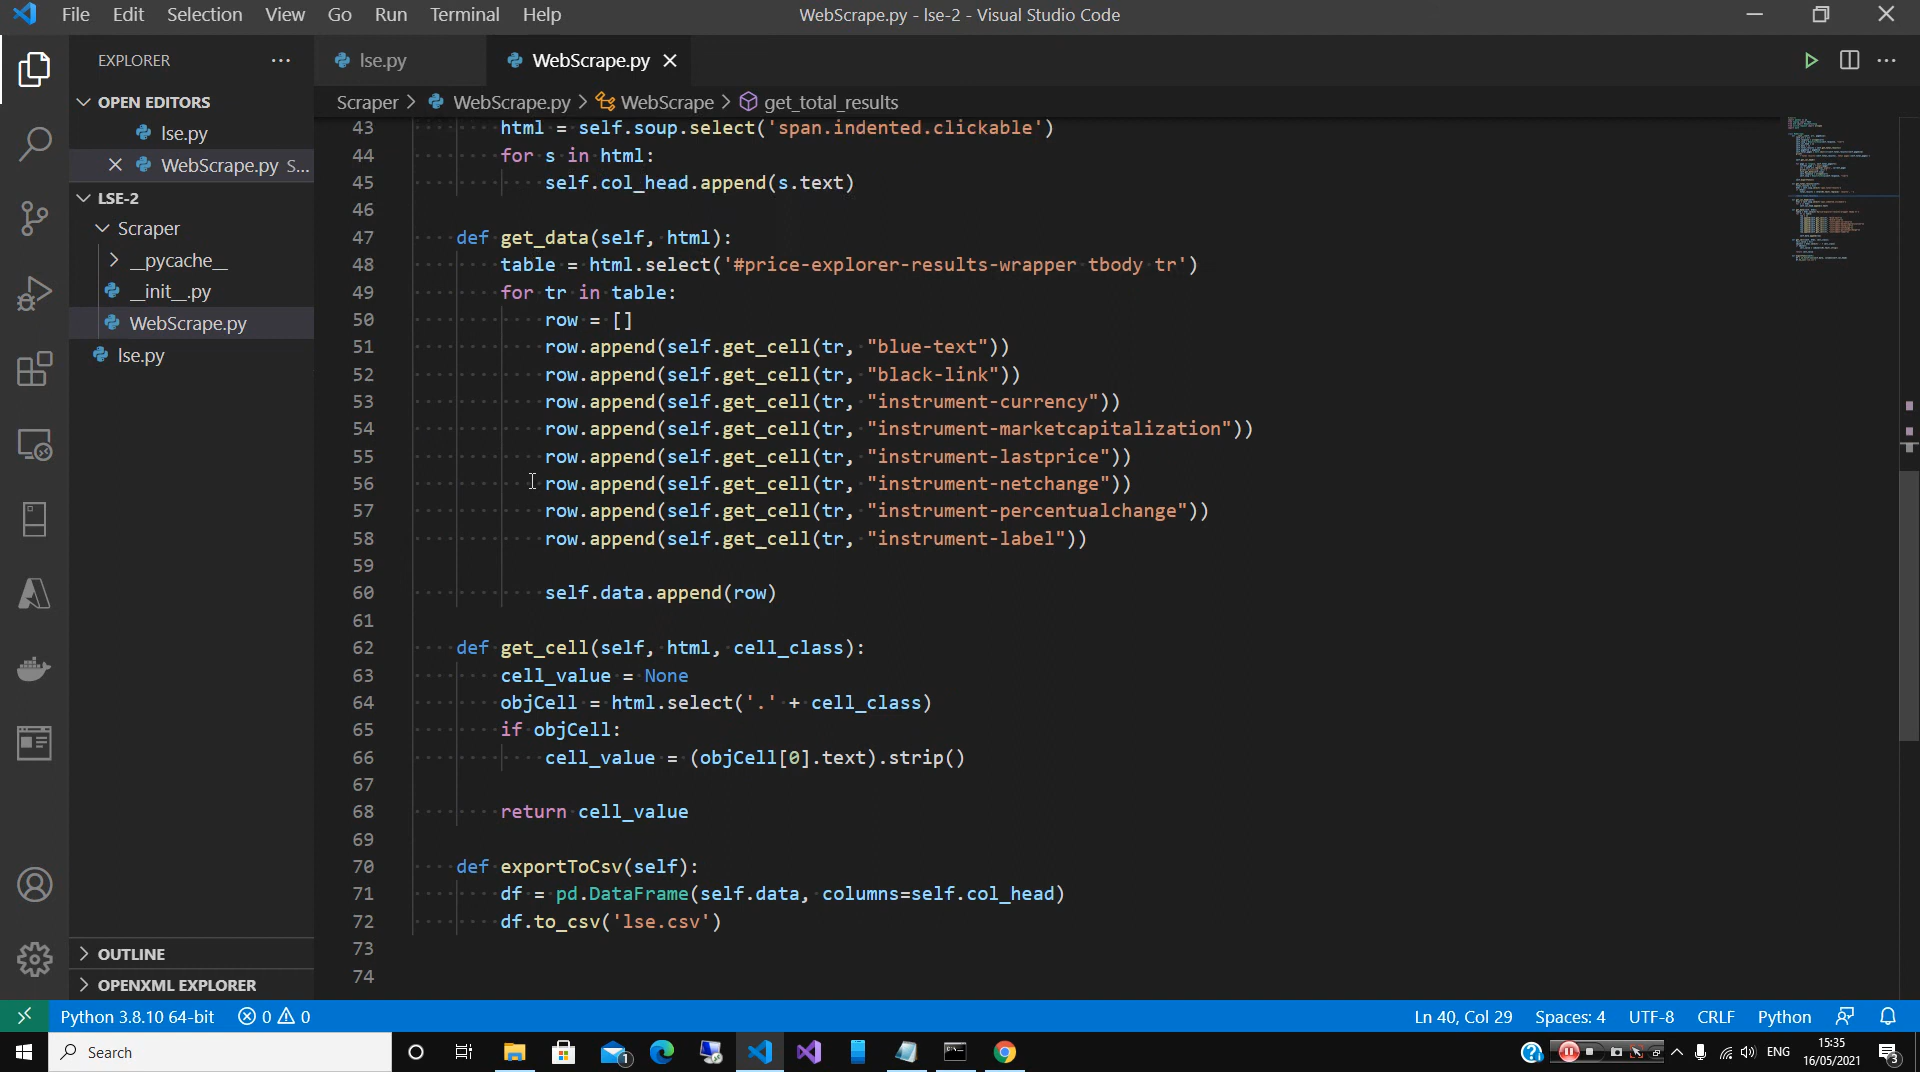 File Edit Selection View Go Run Terminal Help
WebScrape.py - lse-2 - Visual Studio Code
EXPLORER
lse.py
WebScrape.py
OPEN EDITORS
lse.py
WebScrape.py S...
LSE-2
Scraper
__pycache__
__init__.py
WebScrape.py
lse.py
OUTLINE
OPENXML EXPLORER
Scraper > WebScrape.py > WebScrape > get_total_results
43 html = self.soup.select('span.indented.clickable')
44 for s in html:
45 self.col_head.append(s.text)
46
47 def get_data(self, html):
48 table = html.select('#price-explorer-results-wrapper tbody tr')
49 for tr in table:
50 row = []
51 row.append(self.get_cell(tr, "blue-text"))
52 row.append(self.get_cell(tr, "black-link"))
53 row.append(self.get_cell(tr, "instrument-currency"))
54 row.append(self.get_cell(tr, "instrument-marketcapitalization"))
55 row.append(self.get_cell(tr, "instrument-lastprice"))
56 row.append(self.get_cell(tr, "instrument-netchange"))
57 row.append(self.get_cell(tr, "instrument-percentualchange"))
58 row.append(self.get_cell(tr, "instrument-label"))
59
60 self.data.append(row)
61
62 def get_cell(self, html, cell_class):
63 cell_value = None
64 objCell = html.select('.' + cell_class)
65 if objCell:
66 cell_value = (objCell[0].text).strip()
67
68 return cell_value
69
70 def exportToCsv(self):
71 df = pd.DataFrame(self.data, columns=self.col_head)
72 df.to_csv('lse.csv')
73
74
Python 3.8.10 64-bit 0 0
Ln 40, Col 29 Spaces: 4 UTF-8 CRLF Python
Search
1
ENG
15:35
16/05/2021
3